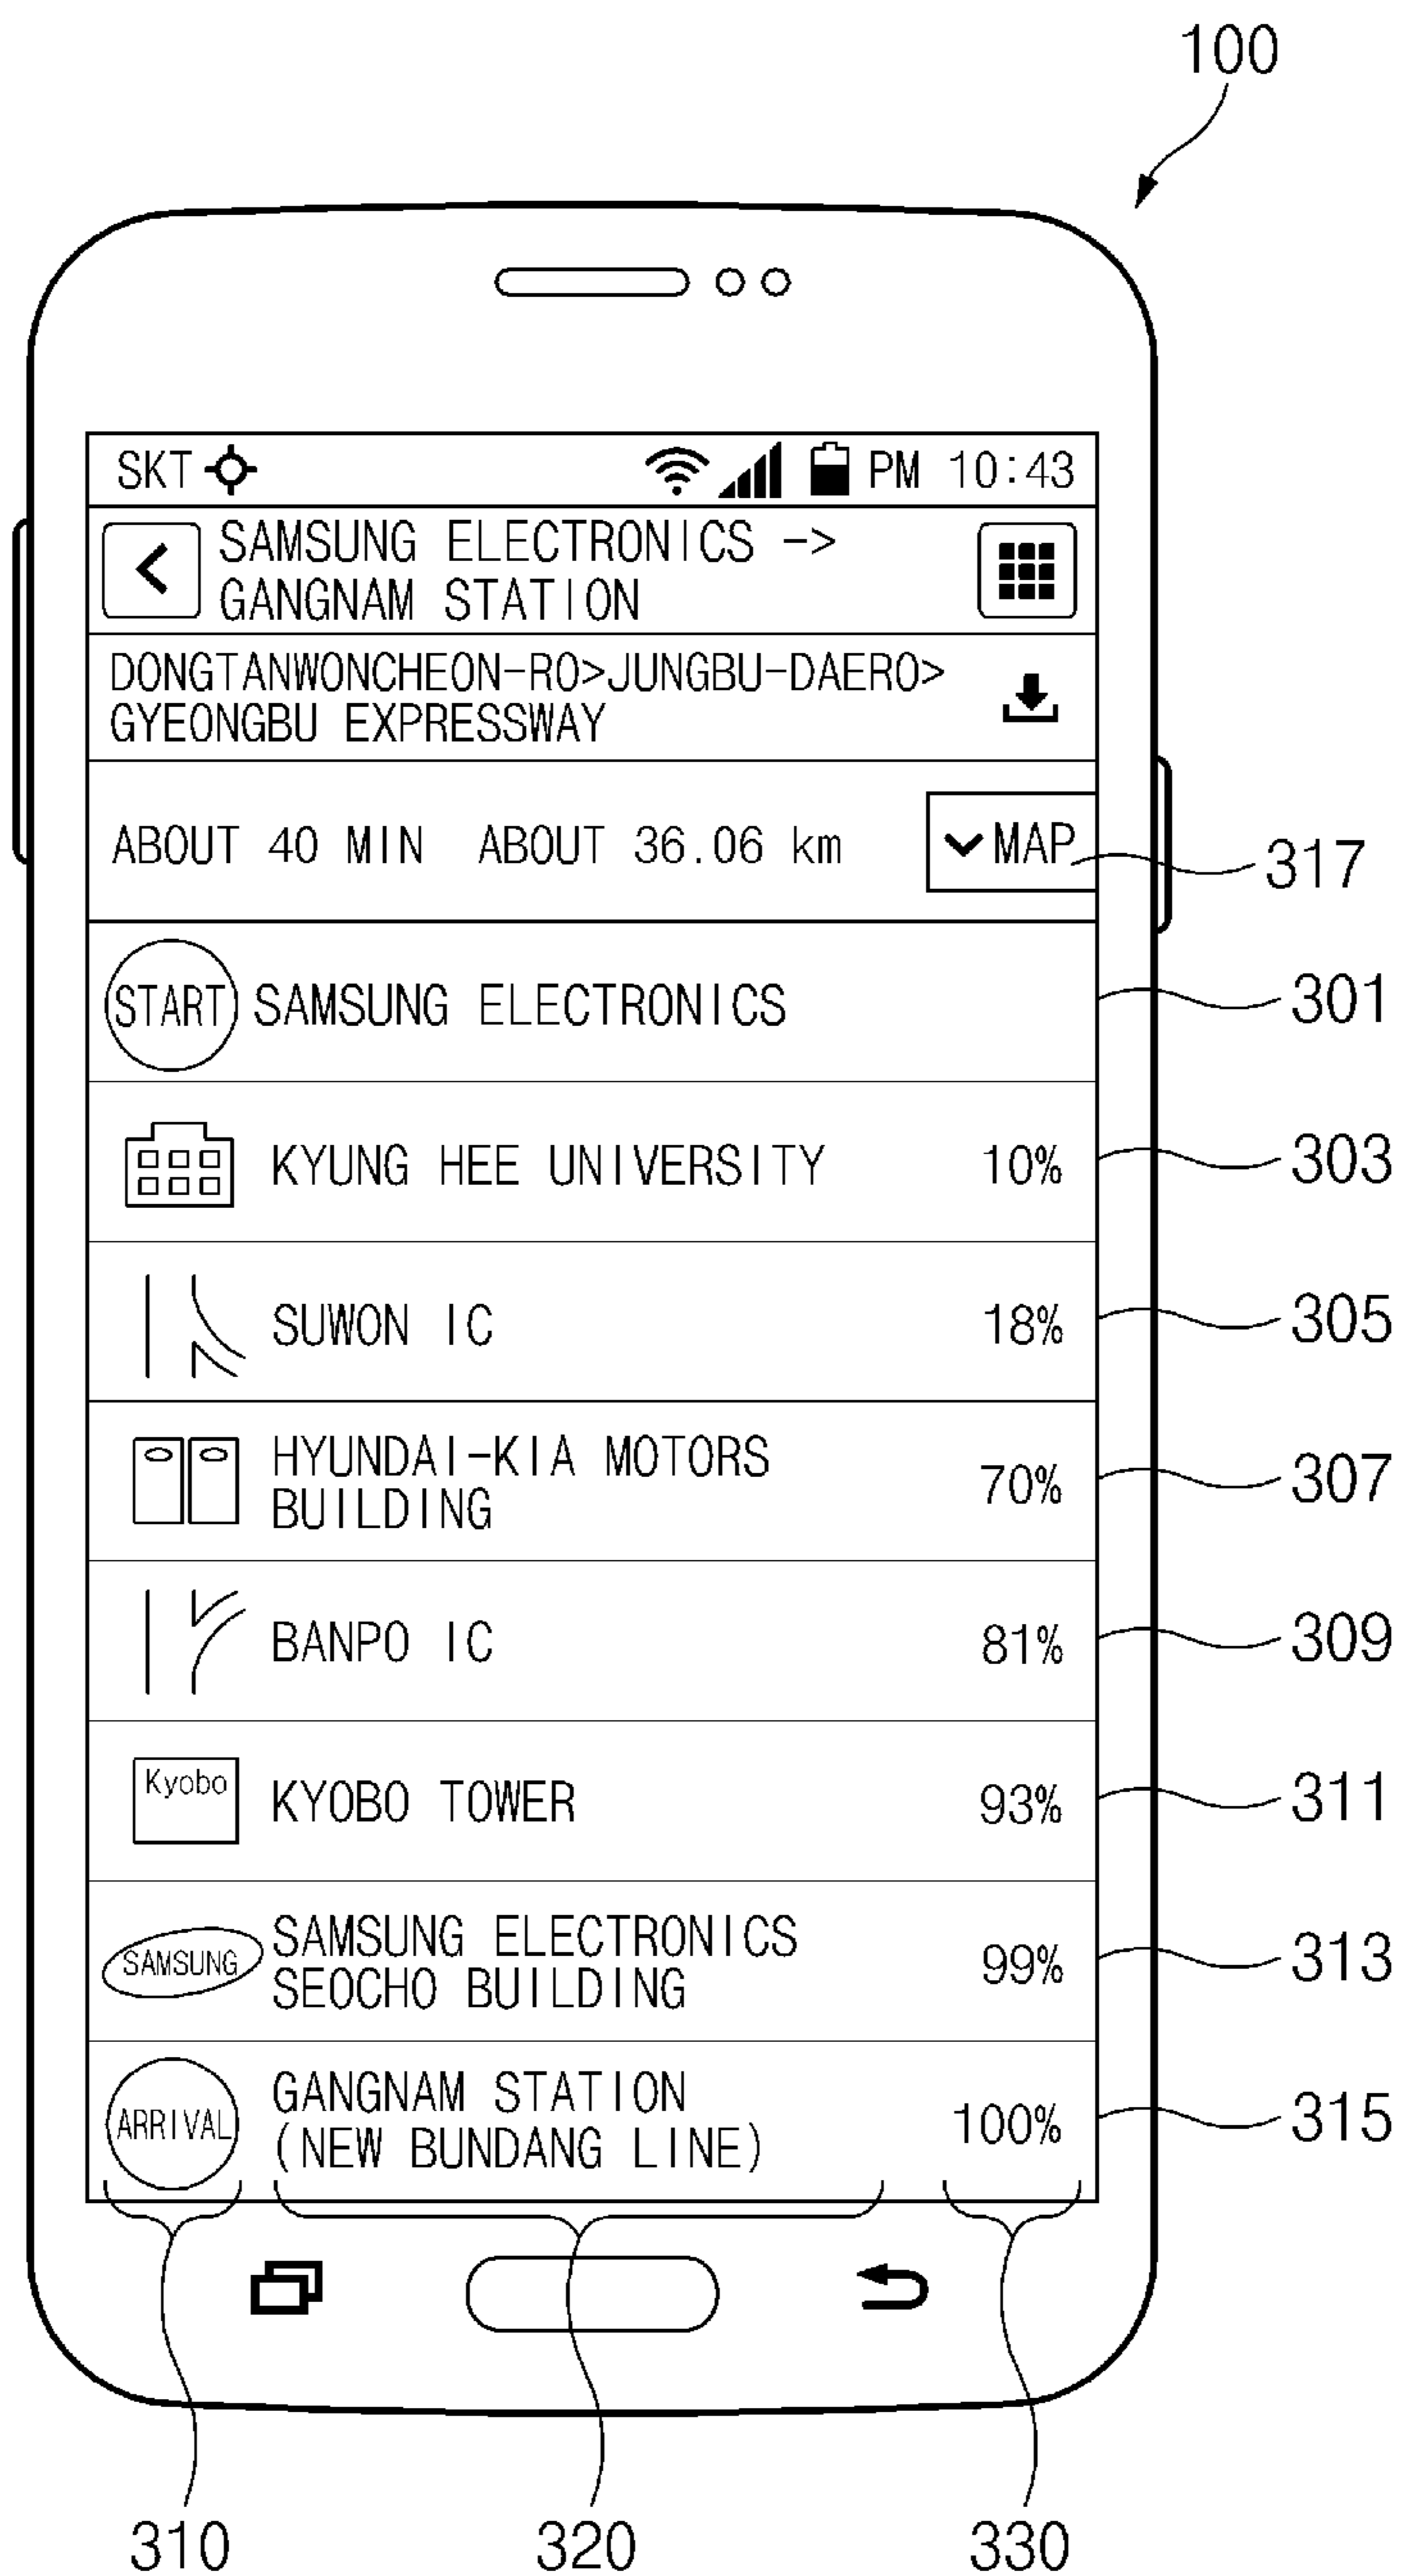 100
SKT PM 10:43
SAMSUNG ELECTRONICS ->
GANGNAM STATION
DONGTANWONCHEON-RO>JUNGBU-DAERO>
GYEONGBU EXPRESSWAY
ABOUT 40 MIN ABOUT 36.06 km MAP 317
START SAMSUNG ELECTRONICS 301
KYUNG HEE UNIVERSITY 10% 303
SUWON IC 18% 305
HYUNDAI-KIA MOTORS
BUILDING 70% 307
BANPO IC 81% 309
Kyobo KYOBO TOWER 93% 311
SAMSUNG SAMSUNG ELECTRONICS
SEOCHO BUILDING 99% 313
ARRIVAL GANGNAM STATION
(NEW BUNDANG LINE) 100% 315
310 320 330